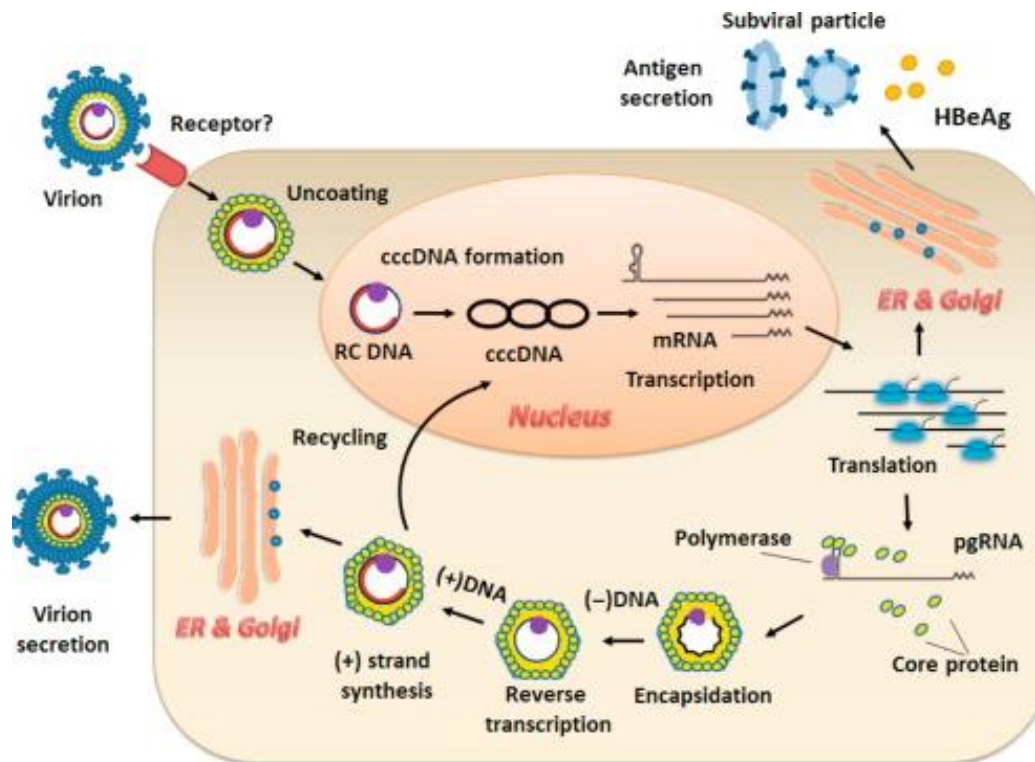 Subviral particle
Antigen
secretion
HBeAg
Receptor?
Virion
Uncoating
cccDNA formation
RC DNA
cccDNA
mRNA
Transcription
Nucleus
ER & Golgi
Translation
Recycling
Polymerase
pgRNA
Core protein
(−)DNA
Encapsidation
(+)DNA
Reverse
transcription
(+) strand
synthesis
ER & Golgi
Virion
secretion